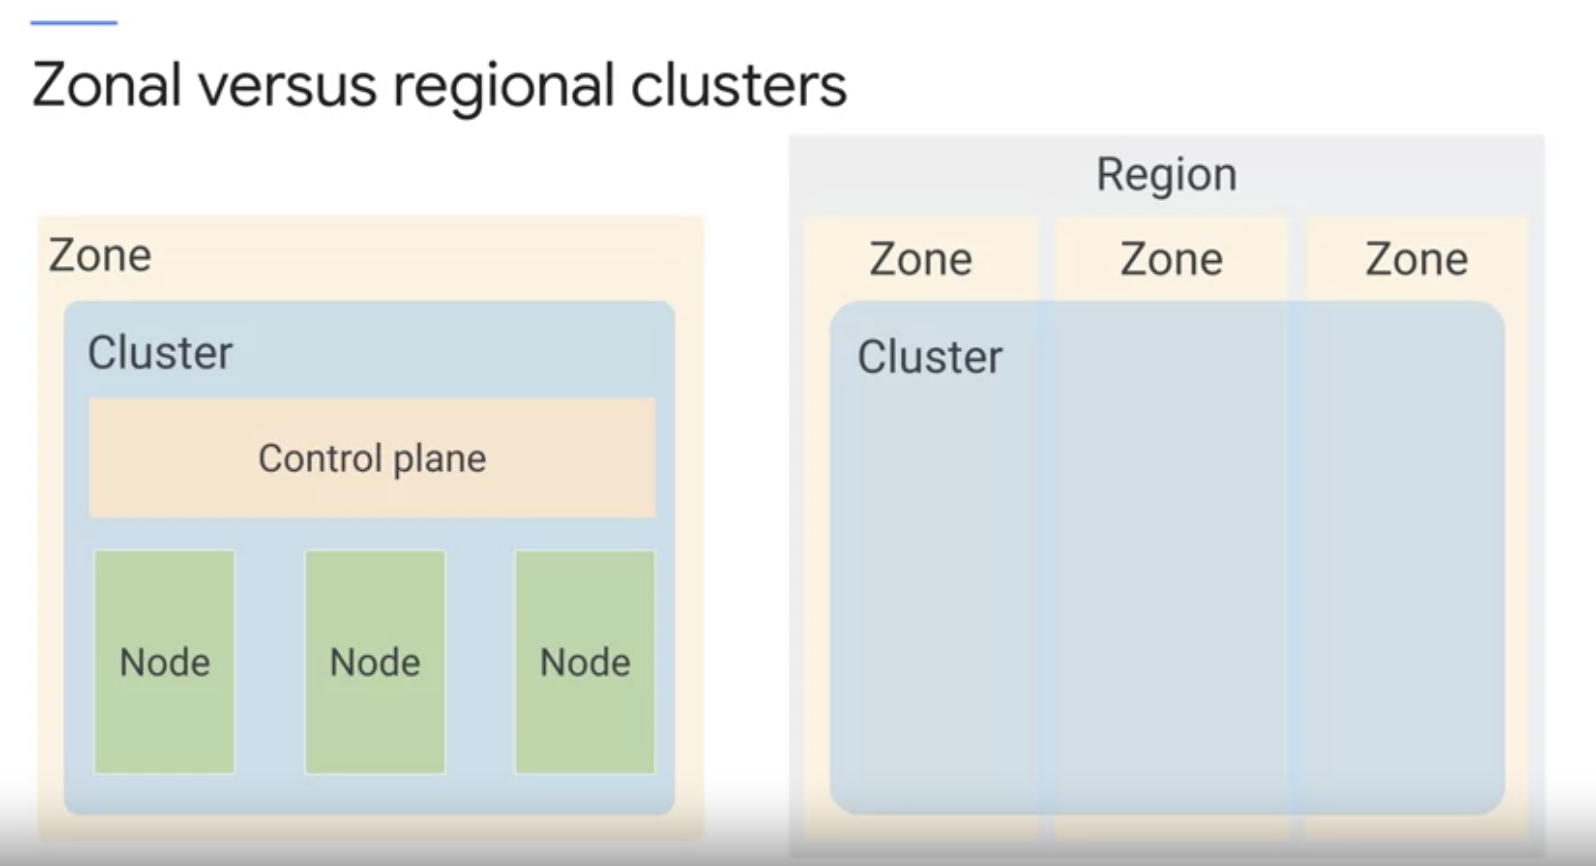 Zonal versus regional clusters
Zone
Cluster
Control plane
Node Node Node
Region
Zone Zone Zone
Cluster